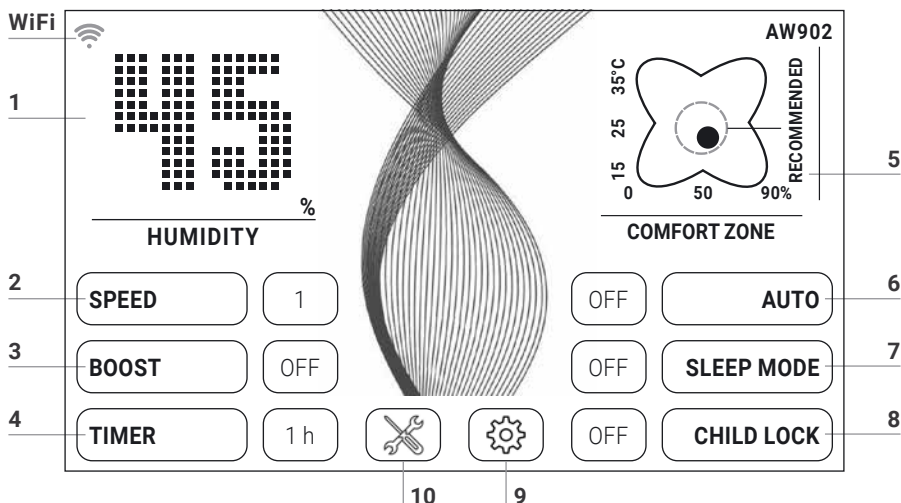 WiFi
AW902
1
45
%
HUMIDITY
35°C
25
15
0 50 90%
RECOMMENDED
COMFORT ZONE
5
2
SPEED 1
OFF AUTO
6
3
BOOST OFF
OFF SLEEP MODE
7
4
TIMER 1 h
OFF CHILD LOCK
8
10 9